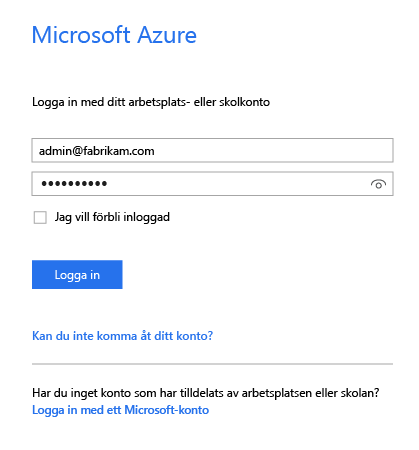 Microsoft Azure
Logga in med ditt arbetsplats- eller skolkonto
admin@fabrikam.com
••••••••••
Jag vill förbli inloggad
Logga in
Kan du inte komma åt ditt konto?
Har du inget konto som har tilldelats av arbetsplatsen eller skolan?
Logga in med ett Microsoft-konto